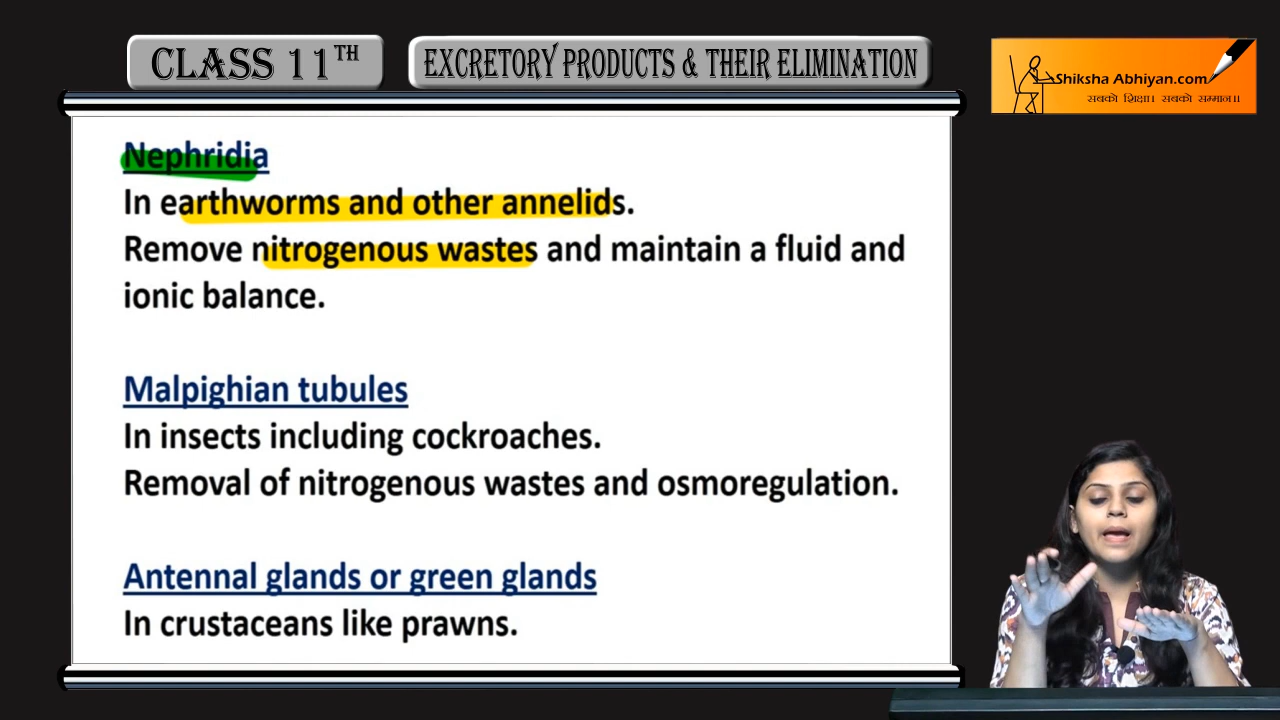 CLASS 11TH
EXCRETORY PRODUCTS & THEIR ELIMINATION
Shiksha Abhiyan.com
सबको शिक्षा। सबको सम्मान।।
Nephridia
In earthworms and other annelids.
Remove nitrogenous wastes and maintain a fluid and
ionic balance.
Malpighian tubules
In insects including cockroaches.
Removal of nitrogenous wastes and osmoregulation.
Antennal glands or green glands
In crustaceans like prawns.